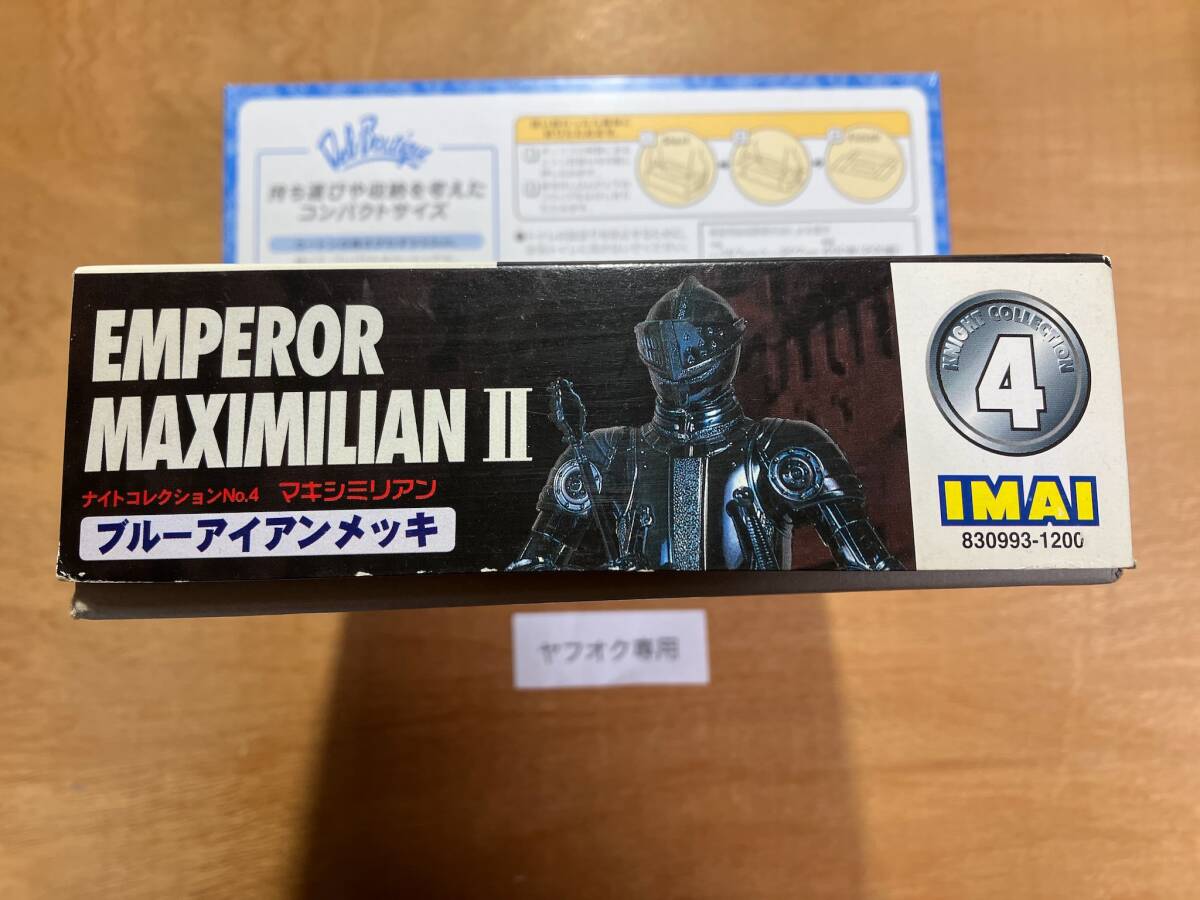 持ち運びや収納を考えた
コンパクトサイズ
EMPEROR
MAXIMILIAN II
ナイトコレクションNo.4 マキシミリアン
ブルーアイアンメッキ
KNIGHT COLLECTION
4
IMAI
830993-1200
ヤフオク専用